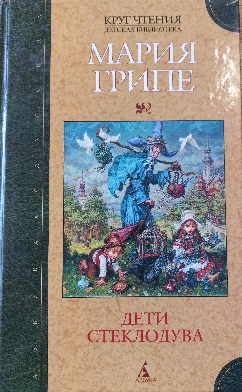 КРУГ ЧТЕНИЯ
ДЕТСКАЯ БИБЛИОТЕКА
МАРИЯ
ГРИПЕ
ДЕТИ
СТЕКЛОДУВА
АЗБУКА